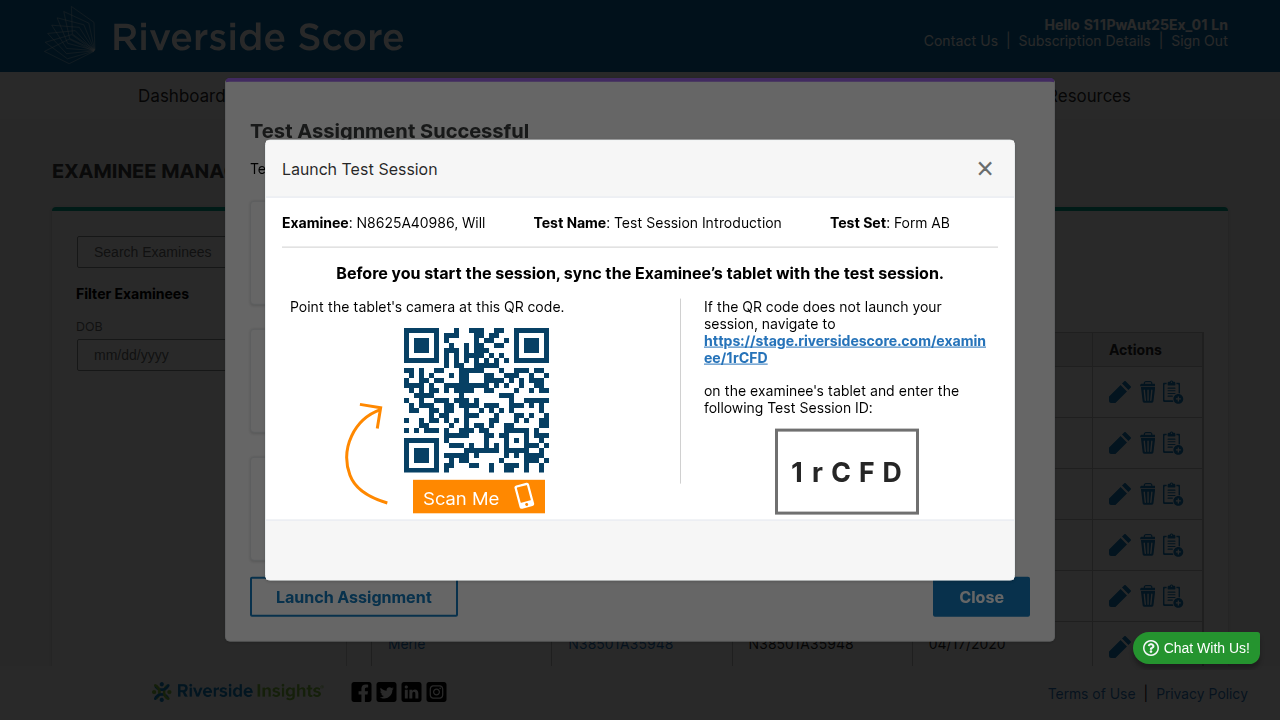 Riverside Score
Hello S11PwAut25Ex_01 Ln
Contact Us | Subscription Details | Sign Out
Dashboard
Resources
Test Assignment Successful
EXAMINEE MANA
Te
Launch Test Session
Examinee: N8625A40986, Will
Test Name: Test Session Introduction
Test Set: Form AB
Before you start the session, sync the Examinee’s tablet with the test session.
Point the tablet's camera at this QR code.
Scan Me
If the QR code does not launch your
session, navigate to
https://stage.riversidescore.com/examin
ee/1rCFD
on the examinee's tablet and enter the
following Test Session ID:
1 r C F D
Search Examinees
Filter Examinees
DOB
mm/dd/yyyy
Actions
Launch Assignment
Close
Merie
N38501A35948
N38501A35948
04/17/2020
Chat With Us!
Riverside Insights
Terms of Use | Privacy Policy